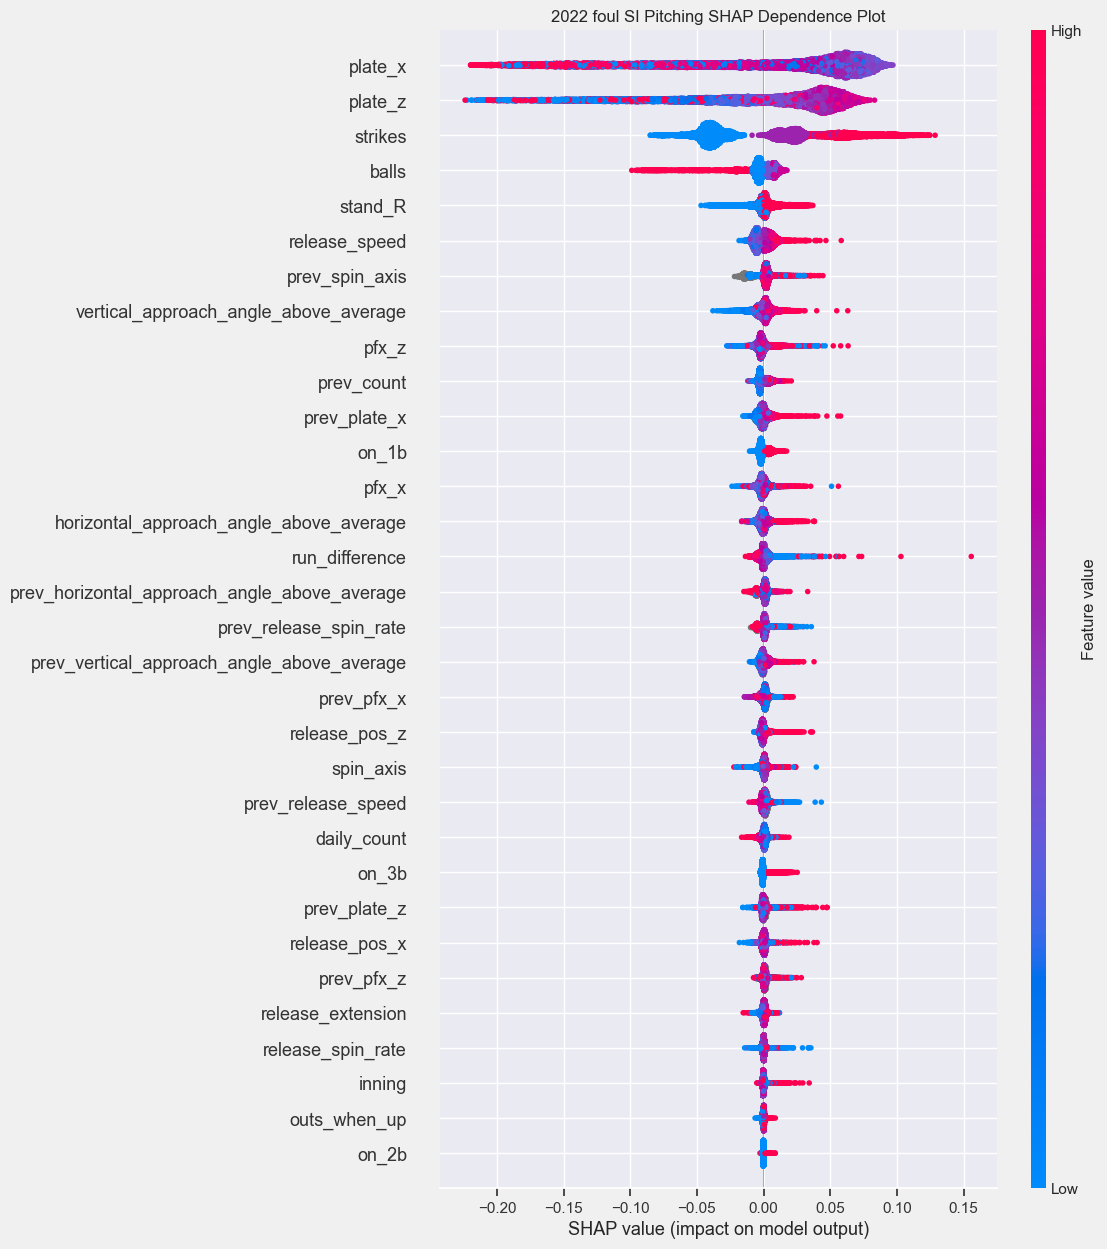 2022 foul SI Pitching SHAP Dependence Plot
High
plate_x
plate_z
strikes
balls
stand_R
release_speed
prev_spin_axis
vertical_approach_angle_above_average
pfx_z
prev_count
prev_plate_x
on_1b
pfx_x
horizontal_approach_angle_above_average
run_difference
prev_horizontal_approach_angle_above_average
prev_release_spin_rate
prev_vertical_approach_angle_above_average
prev_pfx_x
release_pos_z
spin_axis
prev_release_speed
daily_count
on_3b
prev_plate_z
release_pos_x
prev_pfx_z
release_extension
release_spin_rate
inning
outs_when_up
on_2b
Feature value
Low
−0.20 −0.15 −0.10 −0.05 0.00 0.05 0.10 0.15
SHAP value (impact on model output)